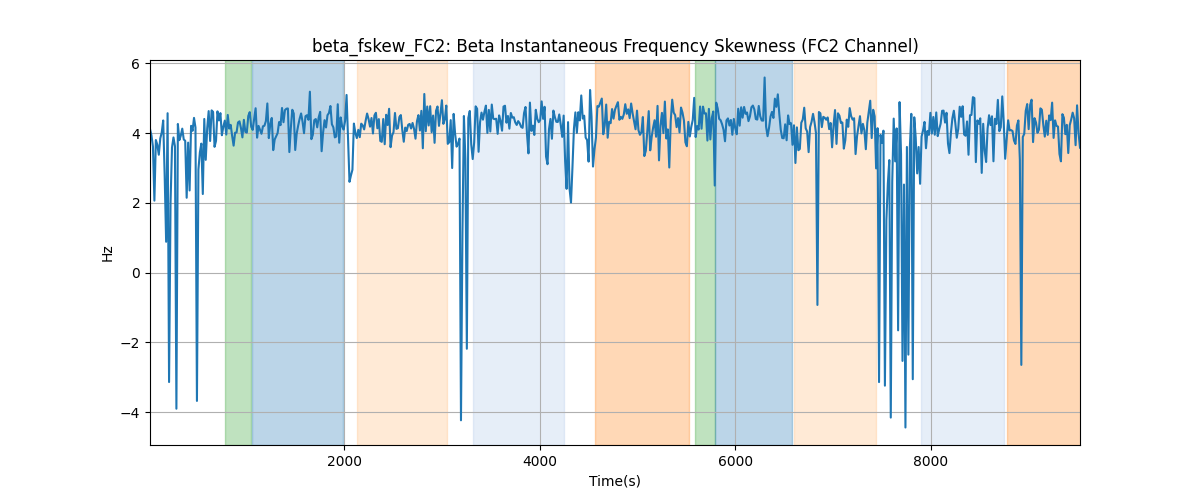 beta_fskew_FC2: Beta Instantaneous Frequency Skewness (FC2 Channel)
6
4
2
0
−2
−4
Hz
2000 4000 6000 8000
Time(s)